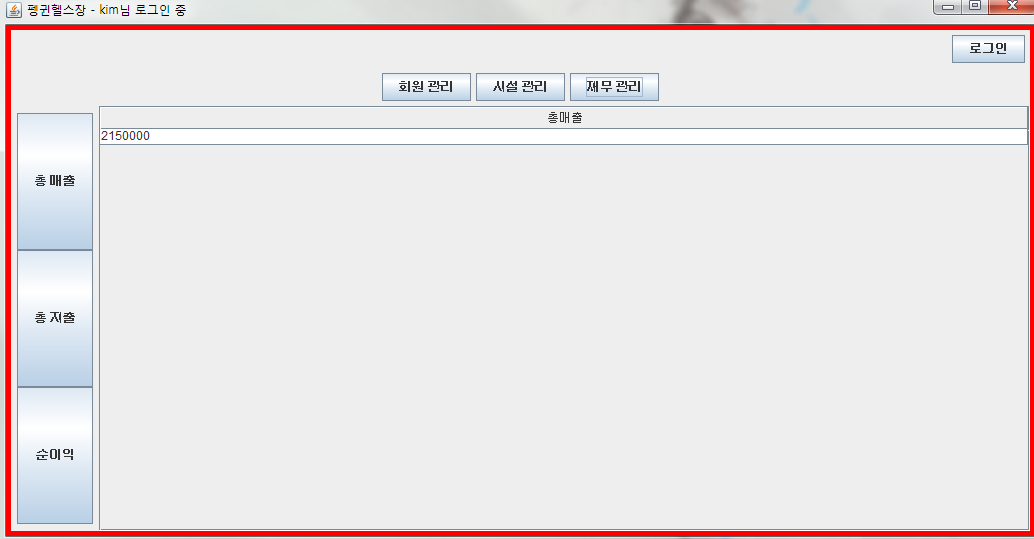 펭귄헬스장 - kim님 로그인 중
로그인
회원 관리 시설 관리 재무 관리
총매출
2150000
총 매출
총 지출
순이익